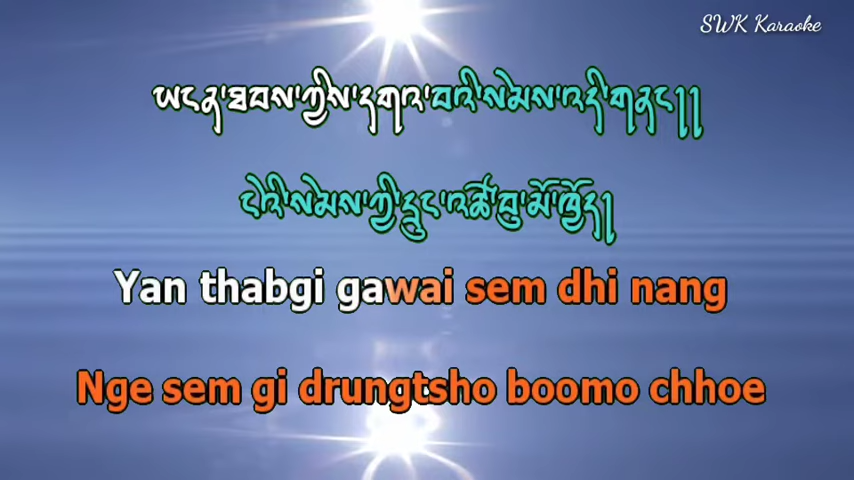 SWK Karaoke
ཡངན་ཐབས་ཀྱིས་དགའ་བའི་སེམས་འདི་གནང༎
ངེའི་སེམས་ཀྱི་དྲུང་འཚོ་བུ་མོ་ཁྱོད།
Yan thabgi gawai sem dhi nang
Nge sem gi drungtsho boomo chhoe